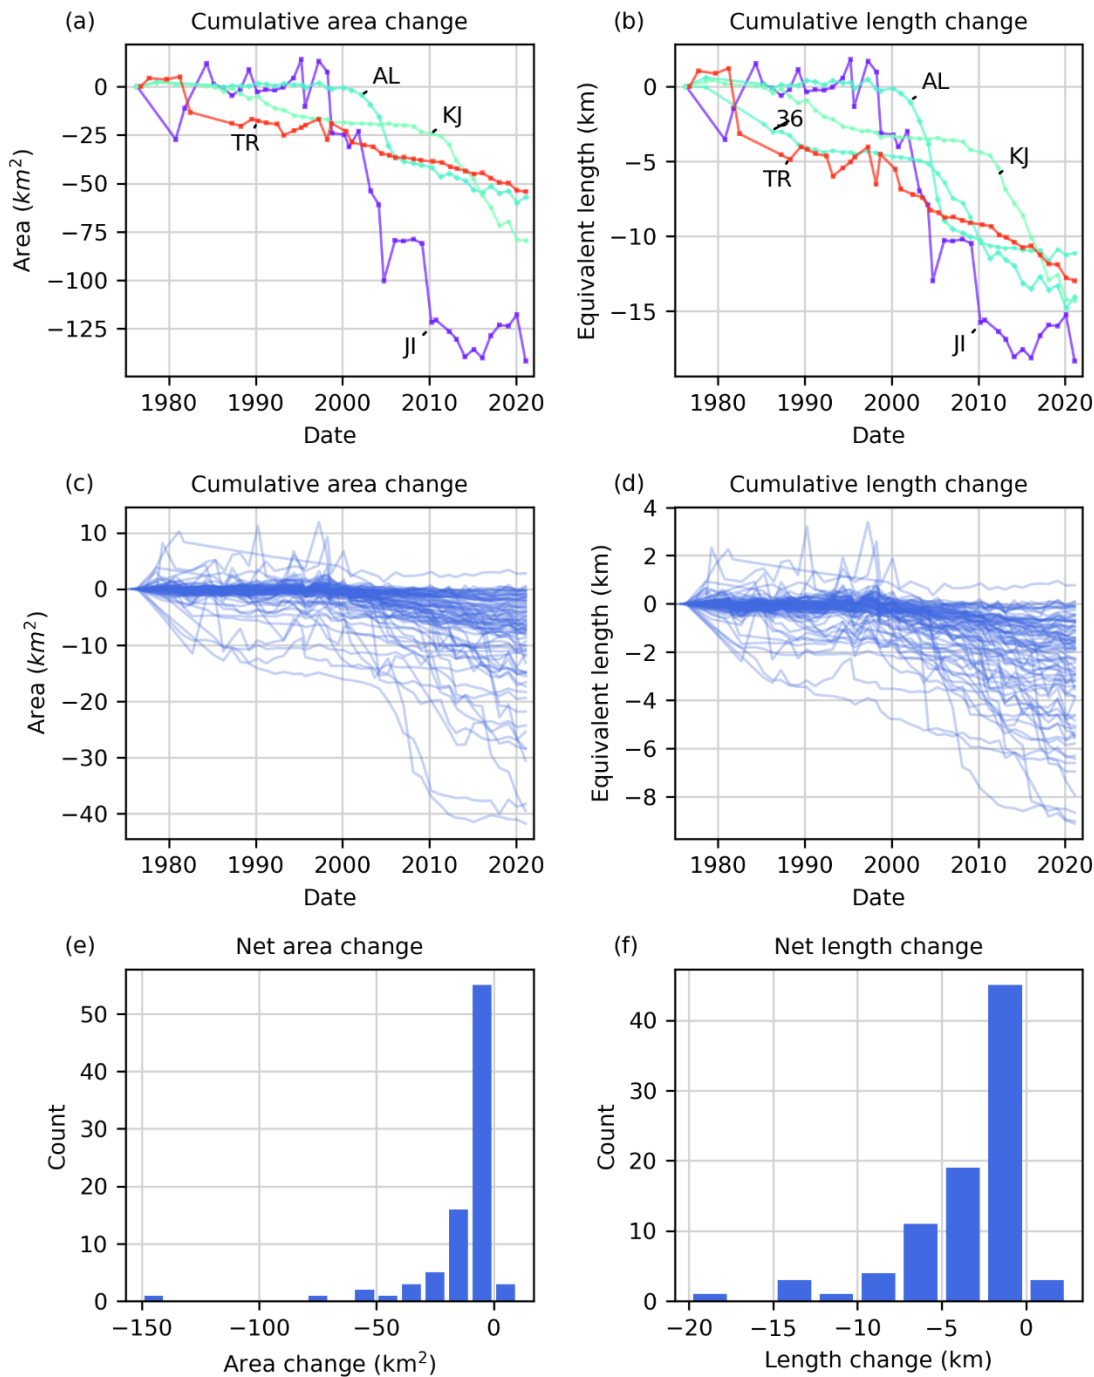 (a) Cumulative area change
0
−25
−50
−75
−100
−125
Area (km²)
AL
KJ
TR
JI
1980 1990 2000 2010 2020
Date
(b) Cumulative length change
0
−5
−10
−15
Equivalent length (km)
AL
36
KJ
TR
JI
1980 1990 2000 2010 2020
Date
(c) Cumulative area change
10
0
−10
−20
−30
−40
Area (km²)
1980 1990 2000 2010 2020
Date
(d) Cumulative length change
4
2
0
−2
−4
−6
−8
Equivalent length (km)
1980 1990 2000 2010 2020
Date
(e) Net area change
50
40
30
20
10
0
Count
−150 −100 −50 0
Area change (km²)
(f) Net length change
40
30
20
10
0
Count
−20 −15 −10 −5 0
Length change (km)